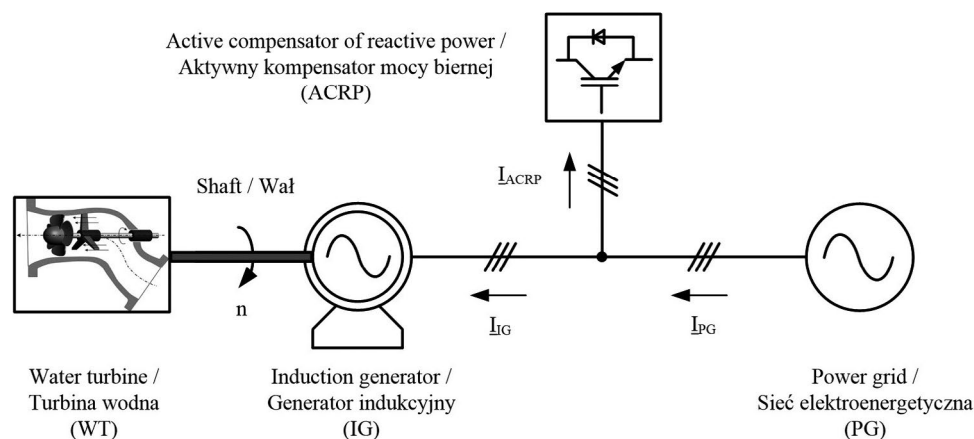 Active compensator of reactive power /
Aktywny kompensator mocy biernej
(ACRP)
I_ACRP
Shaft / Wał
n
I_IG
I_PG
Water turbine /
Turbina wodna
(WT)
Induction generator /
Generator indukcyjny
(IG)
Power grid /
Sieć elektroenergetyczna
(PG)